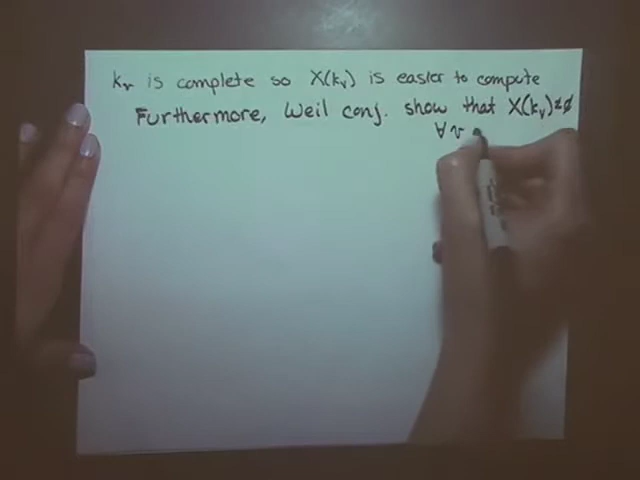 k_v is complete so X(k_v) is easier to compute
Furthermore, Weil conj. show that X(k_v)≠∅
∀ v